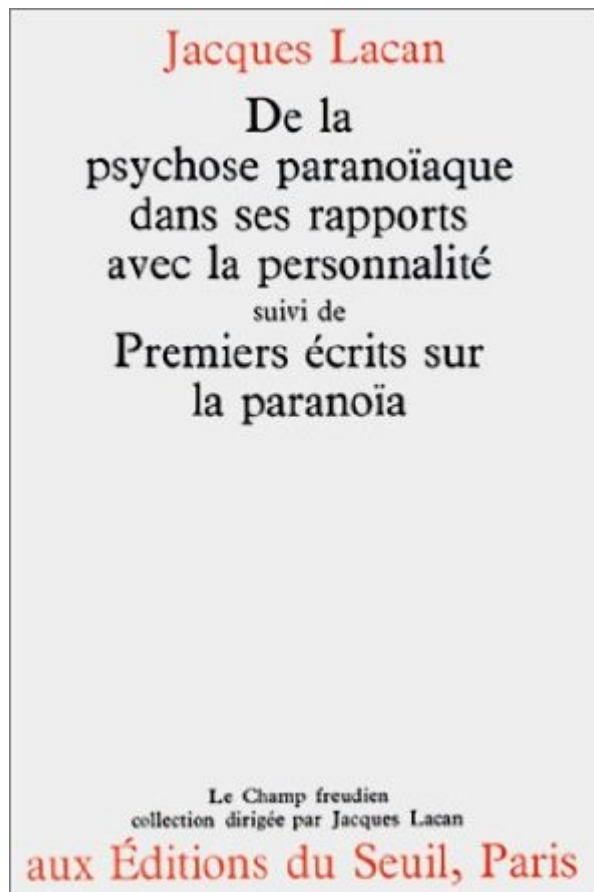 Jacques Lacan
De la
psychose paranoïaque
dans ses rapports
avec la personnalité
suivi de
Premiers écrits sur
la paranoïa
Le Champ freudien
collection dirigée par Jacques Lacan
aux Éditions du Seuil, Paris